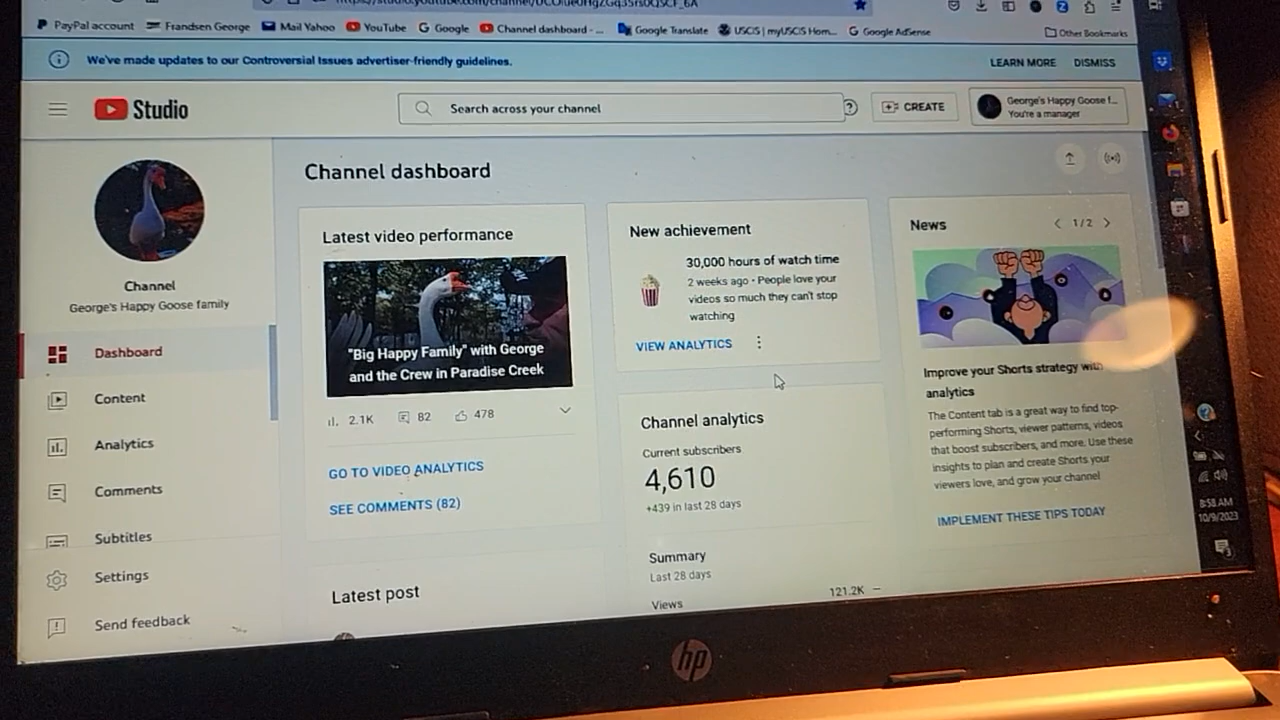 PayPal account
Frandsen George
Mail Yahoo
YouTube
Google
Channel dashboard - ...
Google Translate
USCIS | myUSCIS Hom...
Google AdSense
Other Bookmarks
We've made updates to our Controversial Issues advertiser-friendly guidelines.
LEARN MORE
DISMISS
Studio
Search across your channel
CREATE
George's Happy Goose f...
You're a manager
Channel
George's Happy Goose family
Dashboard
Content
Analytics
Comments
Subtitles
Settings
Send feedback
Channel dashboard
Latest video performance
"Big Happy Family" with George
and the Crew in Paradise Creek
2.1K
82
478
GO TO VIDEO ANALYTICS
SEE COMMENTS (82)
Latest post
New achievement
30,000 hours of watch time
2 weeks ago • People love your
videos so much they can't stop
watching
VIEW ANALYTICS
Channel analytics
Current subscribers
4,610
+439 in last 28 days
Summary
Last 28 days
Views
121.2K —
News
1/2
Improve your Shorts strategy with
analytics
The Content tab is a great way to find top-
performing Shorts, viewer patterns, videos
that boost subscribers, and more. Use these
insights to plan and create Shorts your
viewers love, and grow your channel
IMPLEMENT THESE TIPS TODAY
8:58 AM
10/9/2023
hp